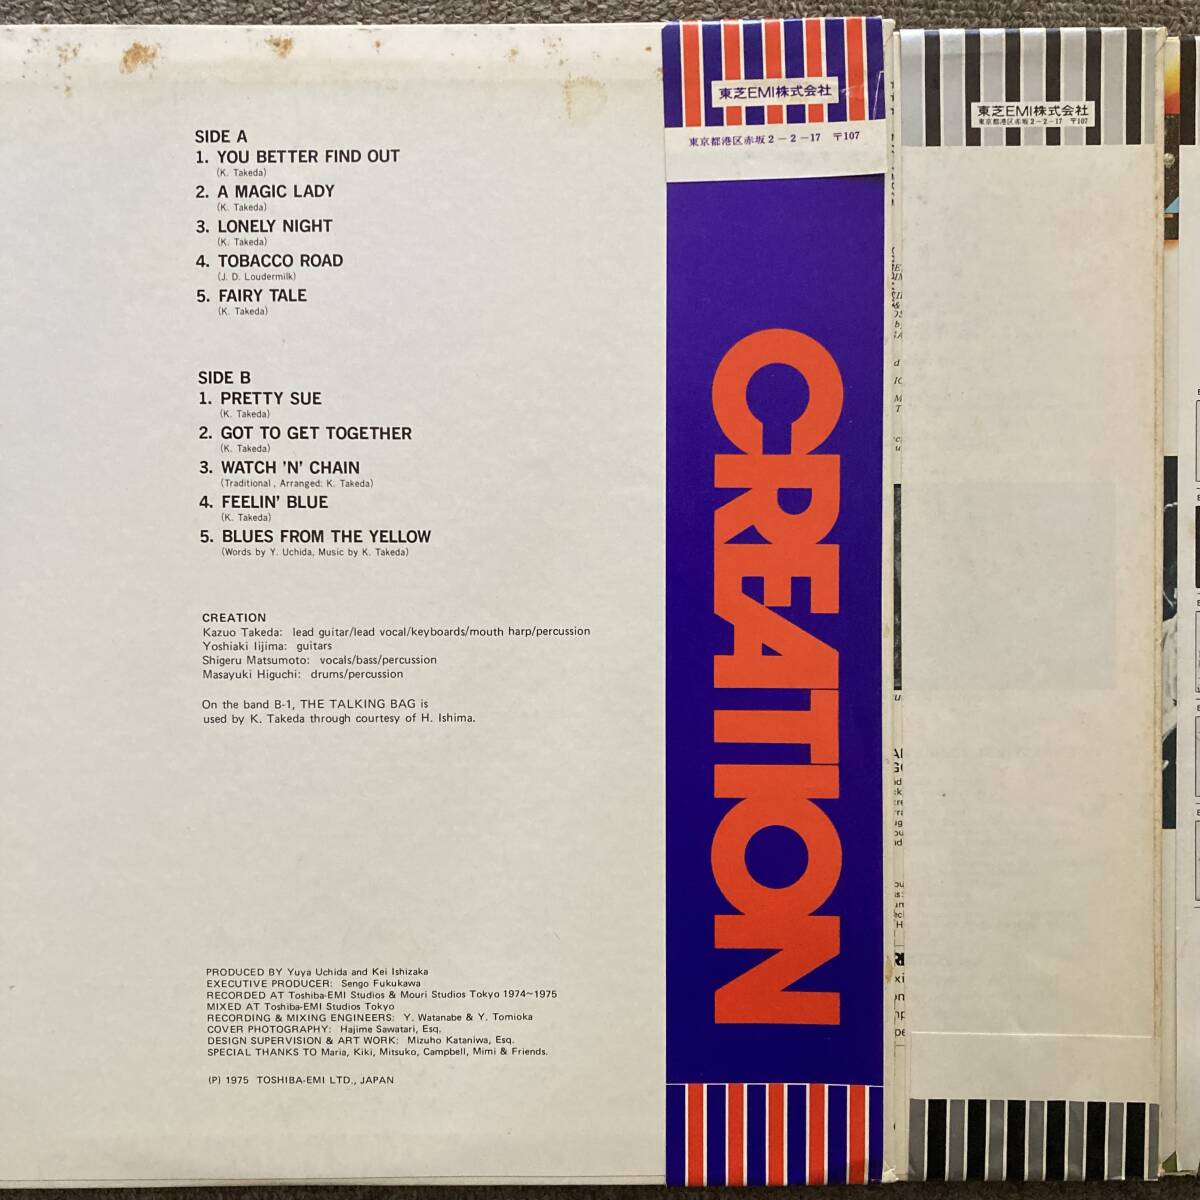 SIDE A
1. YOU BETTER FIND OUT
(K. Takeda)
2. A MAGIC LADY
(K. Takeda)
3. LONELY NIGHT
(K. Takeda)
4. TOBACCO ROAD
(J. D. Loudermilk)
5. FAIRY TALE
(K. Takeda)
SIDE B
1. PRETTY SUE
(K. Takeda)
2. GOT TO GET TOGETHER
(K. Takeda)
3. WATCH 'N' CHAIN
(Traditional, Arranged: K. Takeda)
4. FEELIN' BLUE
(K. Takeda)
5. BLUES FROM THE YELLOW
(Words by Y. Uchida, Music by K. Takeda)
CREATION
Kazuo Takeda: lead guitar/lead vocal/keyboards/mouth harp/percussion
Yoshiaki Iijima: guitars
Shigeru Matsumoto: vocals/bass/percussion
Masayuki Higuchi: drums/percussion
On the band B-1, THE TALKING BAG is
used by K. Takeda through courtesy of H. Ishima.
PRODUCED BY Yuya Uchida and Kei Ishizaka
EXECUTIVE PRODUCER: Sengo Fukukawa
RECORDED AT Toshiba-EMI Studios & Mouri Studios Tokyo 1974~1975
MIXED AT Toshiba-EMI Studios Tokyo
RECORDING & MIXING ENGINEERS: Y. Watanabe & Y. Tomioka
COVER PHOTOGRAPHY: Hajime Sawatari, Esq.
DESIGN SUPERVISION & ART WORK: Mizuho Kataniwa, Esq.
SPECIAL THANKS TO Maria, Kiki, Mitsuko, Campbell, Mimi & Friends.
(P) 1975 TOSHIBA-EMI LTD., JAPAN
東芝EMI株式会社
東京都港区赤坂2-2-17 〒107
CREATION
東芝EMI株式会社
東京都港区赤坂2-2-17 〒107